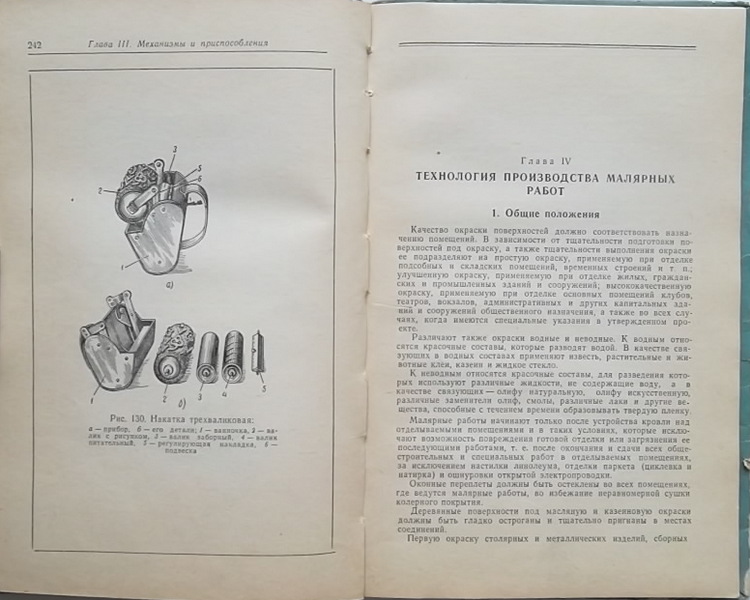 242 Глава III. Механизмы и приспособления
3
5
6
2
1
а)
1
2
3
4
5
б)
Рис. 130. Накатка трехваликовая:
а — прибор, б — его детали; 1 — ванночка, 2 — ва-
лик с рисунком, 3 — валик заборный, 4 — валик
питательный, 5 — регулирующая накладка, 6 —
подвеска
Глава IV
ТЕХНОЛОГИЯ ПРОИЗВОДСТВА МАЛЯРНЫХ
РАБОТ
1. Общие положения
Качество окраски поверхностей должно соответствовать назна-
чению помещений. В зависимости от тщательности подготовки по-
верхностей под окраску, а также тщательности выполнения окраски
ее подразделяют на простую окраску, применяемую при отделке
подсобных и складских помещений, временных строений и т. п.;
улучшенную окраску, применяемую при отделке жилых, граждан-
ских и промышленных зданий и сооружений; высококачественную
окраску, применяемую при отделке основных помещений клубов,
театров, вокзалов, административных и других капитальных зда-
ний и сооружений общественного назначения, а также во всех слу-
чаях, когда имеются специальные указания в утвержденном про-
екте.
Различают также окраски водные и неводные. К водным отно-
сят красочные составы, которые разводят водой. В качестве свя-
зующих в водных составах применяют известь, растительные и жи-
вотные клеи, казеин и жидкое стекло.
К неводным относятся красочные составы, для разведения кото-
рых используют различные жидкости, не содержащие воду, а в
качестве связующих — олифу натуральную, олифу искусственную,
различные заменители олиф, смолы, различные лаки и другие ве-
щества, способные с течением времени образовывать твердую пленку.
Малярные работы начинают только после устройства кровли над
отделываемыми помещениями и в таких условиях, которые исклю-
чают возможность повреждения готовой отделки или загрязнения ее
последующими работами, т. е. после окончания и сдачи всех обще-
строительных и специальных работ в отделываемых помещениях,
за исключением настилки линолеума, отделки паркета (циклевка и
натирка) и ошнуровки открытой электропроводки.
Оконные переплеты должны быть остеклены во всех помещениях,
где ведутся малярные работы, во избежание неравномерной сушки
колерного покрытия.
Деревянные поверхности под масляную и казеиновую окраски
должны быть гладко остроганы и тщательно пригнаны в местах
соединений.
Первую окраску столярных и металлических изделий, сборных